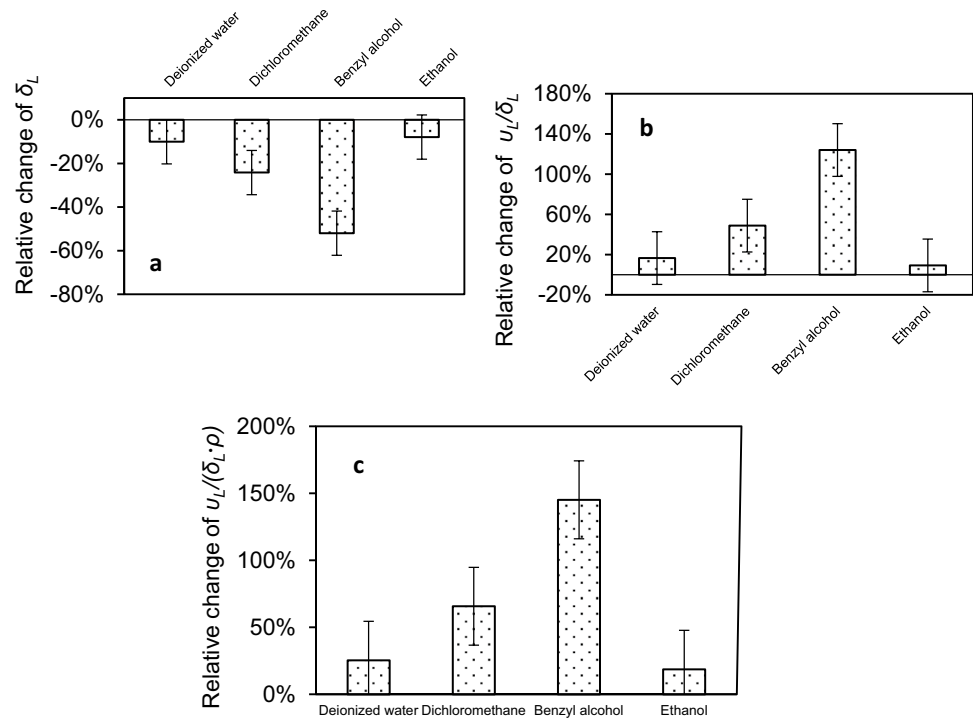 Deionized water
Dichloromethane
Benzyl alcohol
Ethanol
Relative change of δL
0%
-20%
-40%
-60%
-80%
a
Relative change of υL/δL
180%
140%
100%
60%
20%
-20%
b
Deionized water
Dichloromethane
Benzyl alcohol
Ethanol
Relative change of υL/(δL·ρ)
200%
150%
100%
50%
0%
c
Deionized water Dichloromethane Benzyl alcohol Ethanol